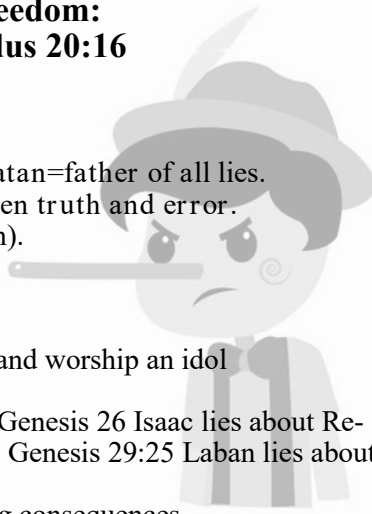 eedom:
lus 20:16
atan=father of all lies.
en truth and error.
n).
and worship an idol
Genesis 26 Isaac lies about Re-
Genesis 29:25 Laban lies about
g consequences